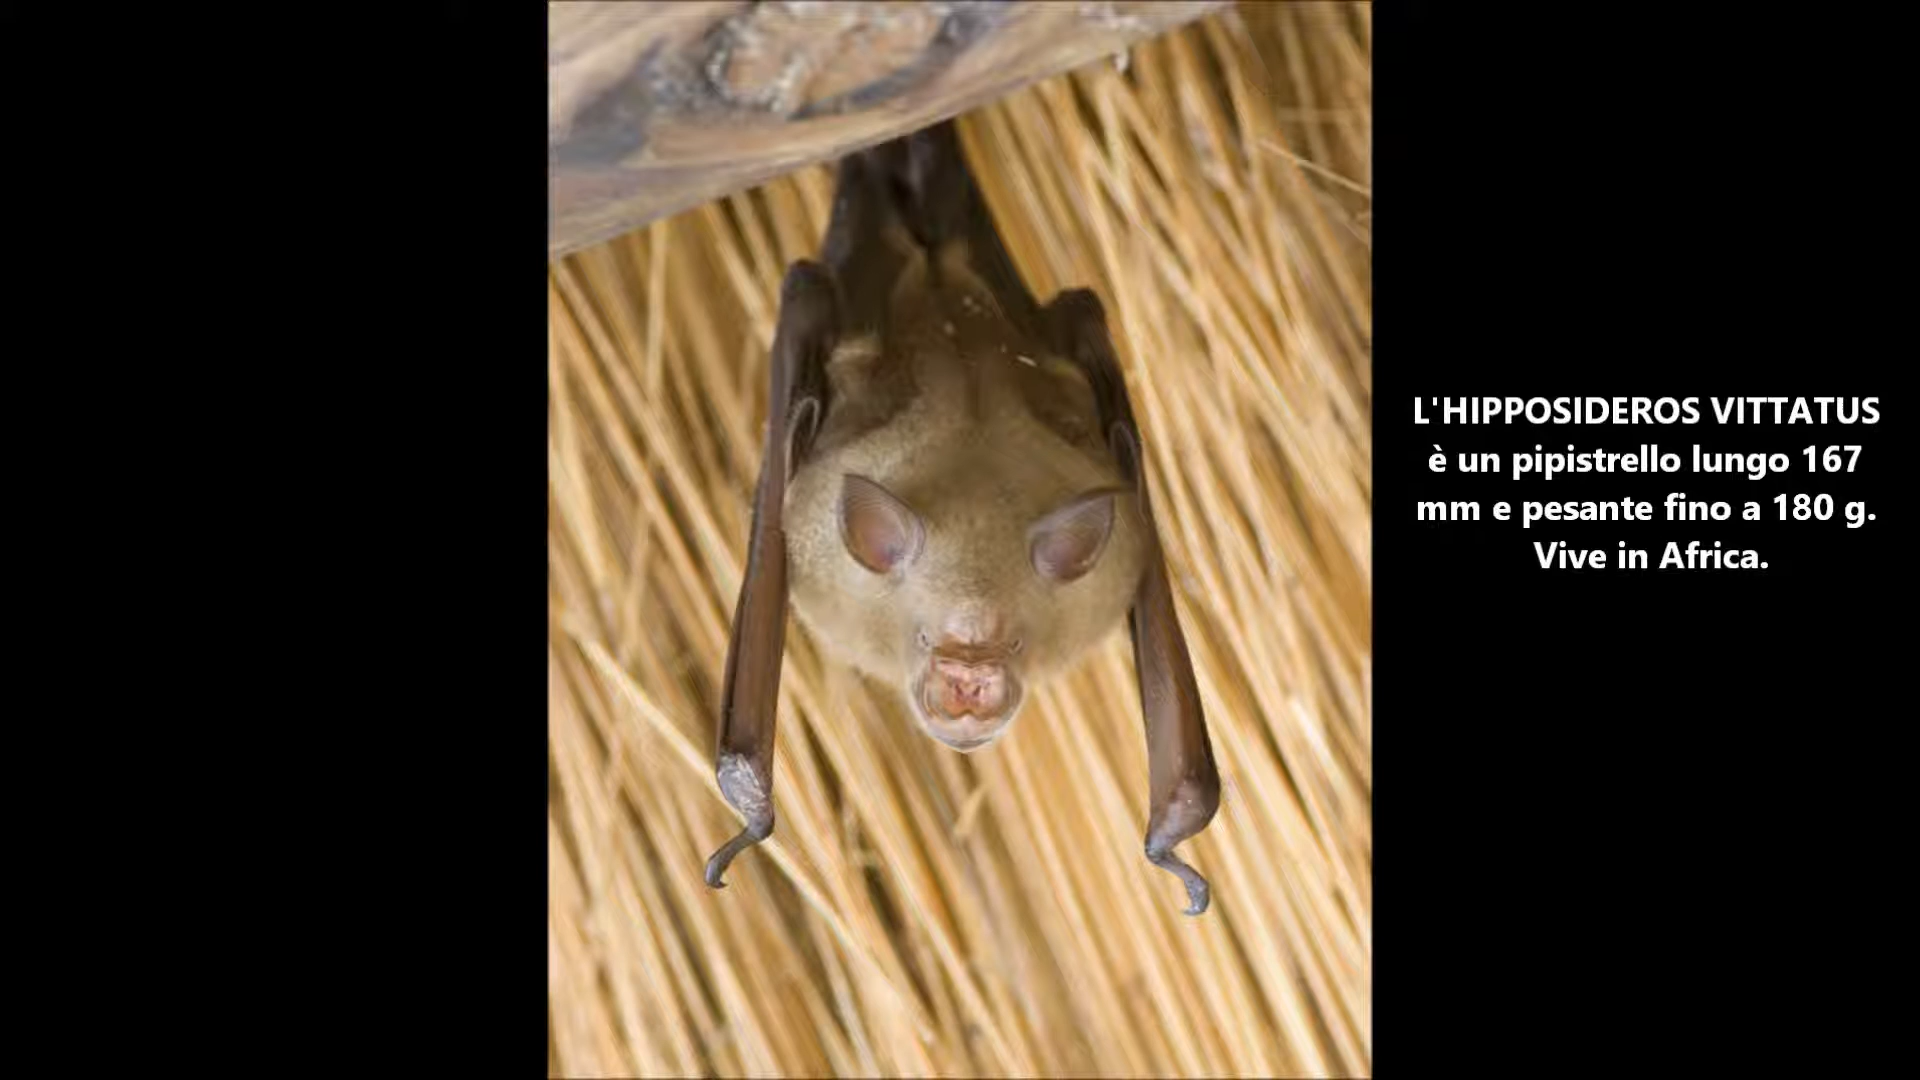 L'HIPPOSIDEROS VITTATUS
è un pipistrello lungo 167
mm e pesante fino a 180 g.
Vive in Africa.